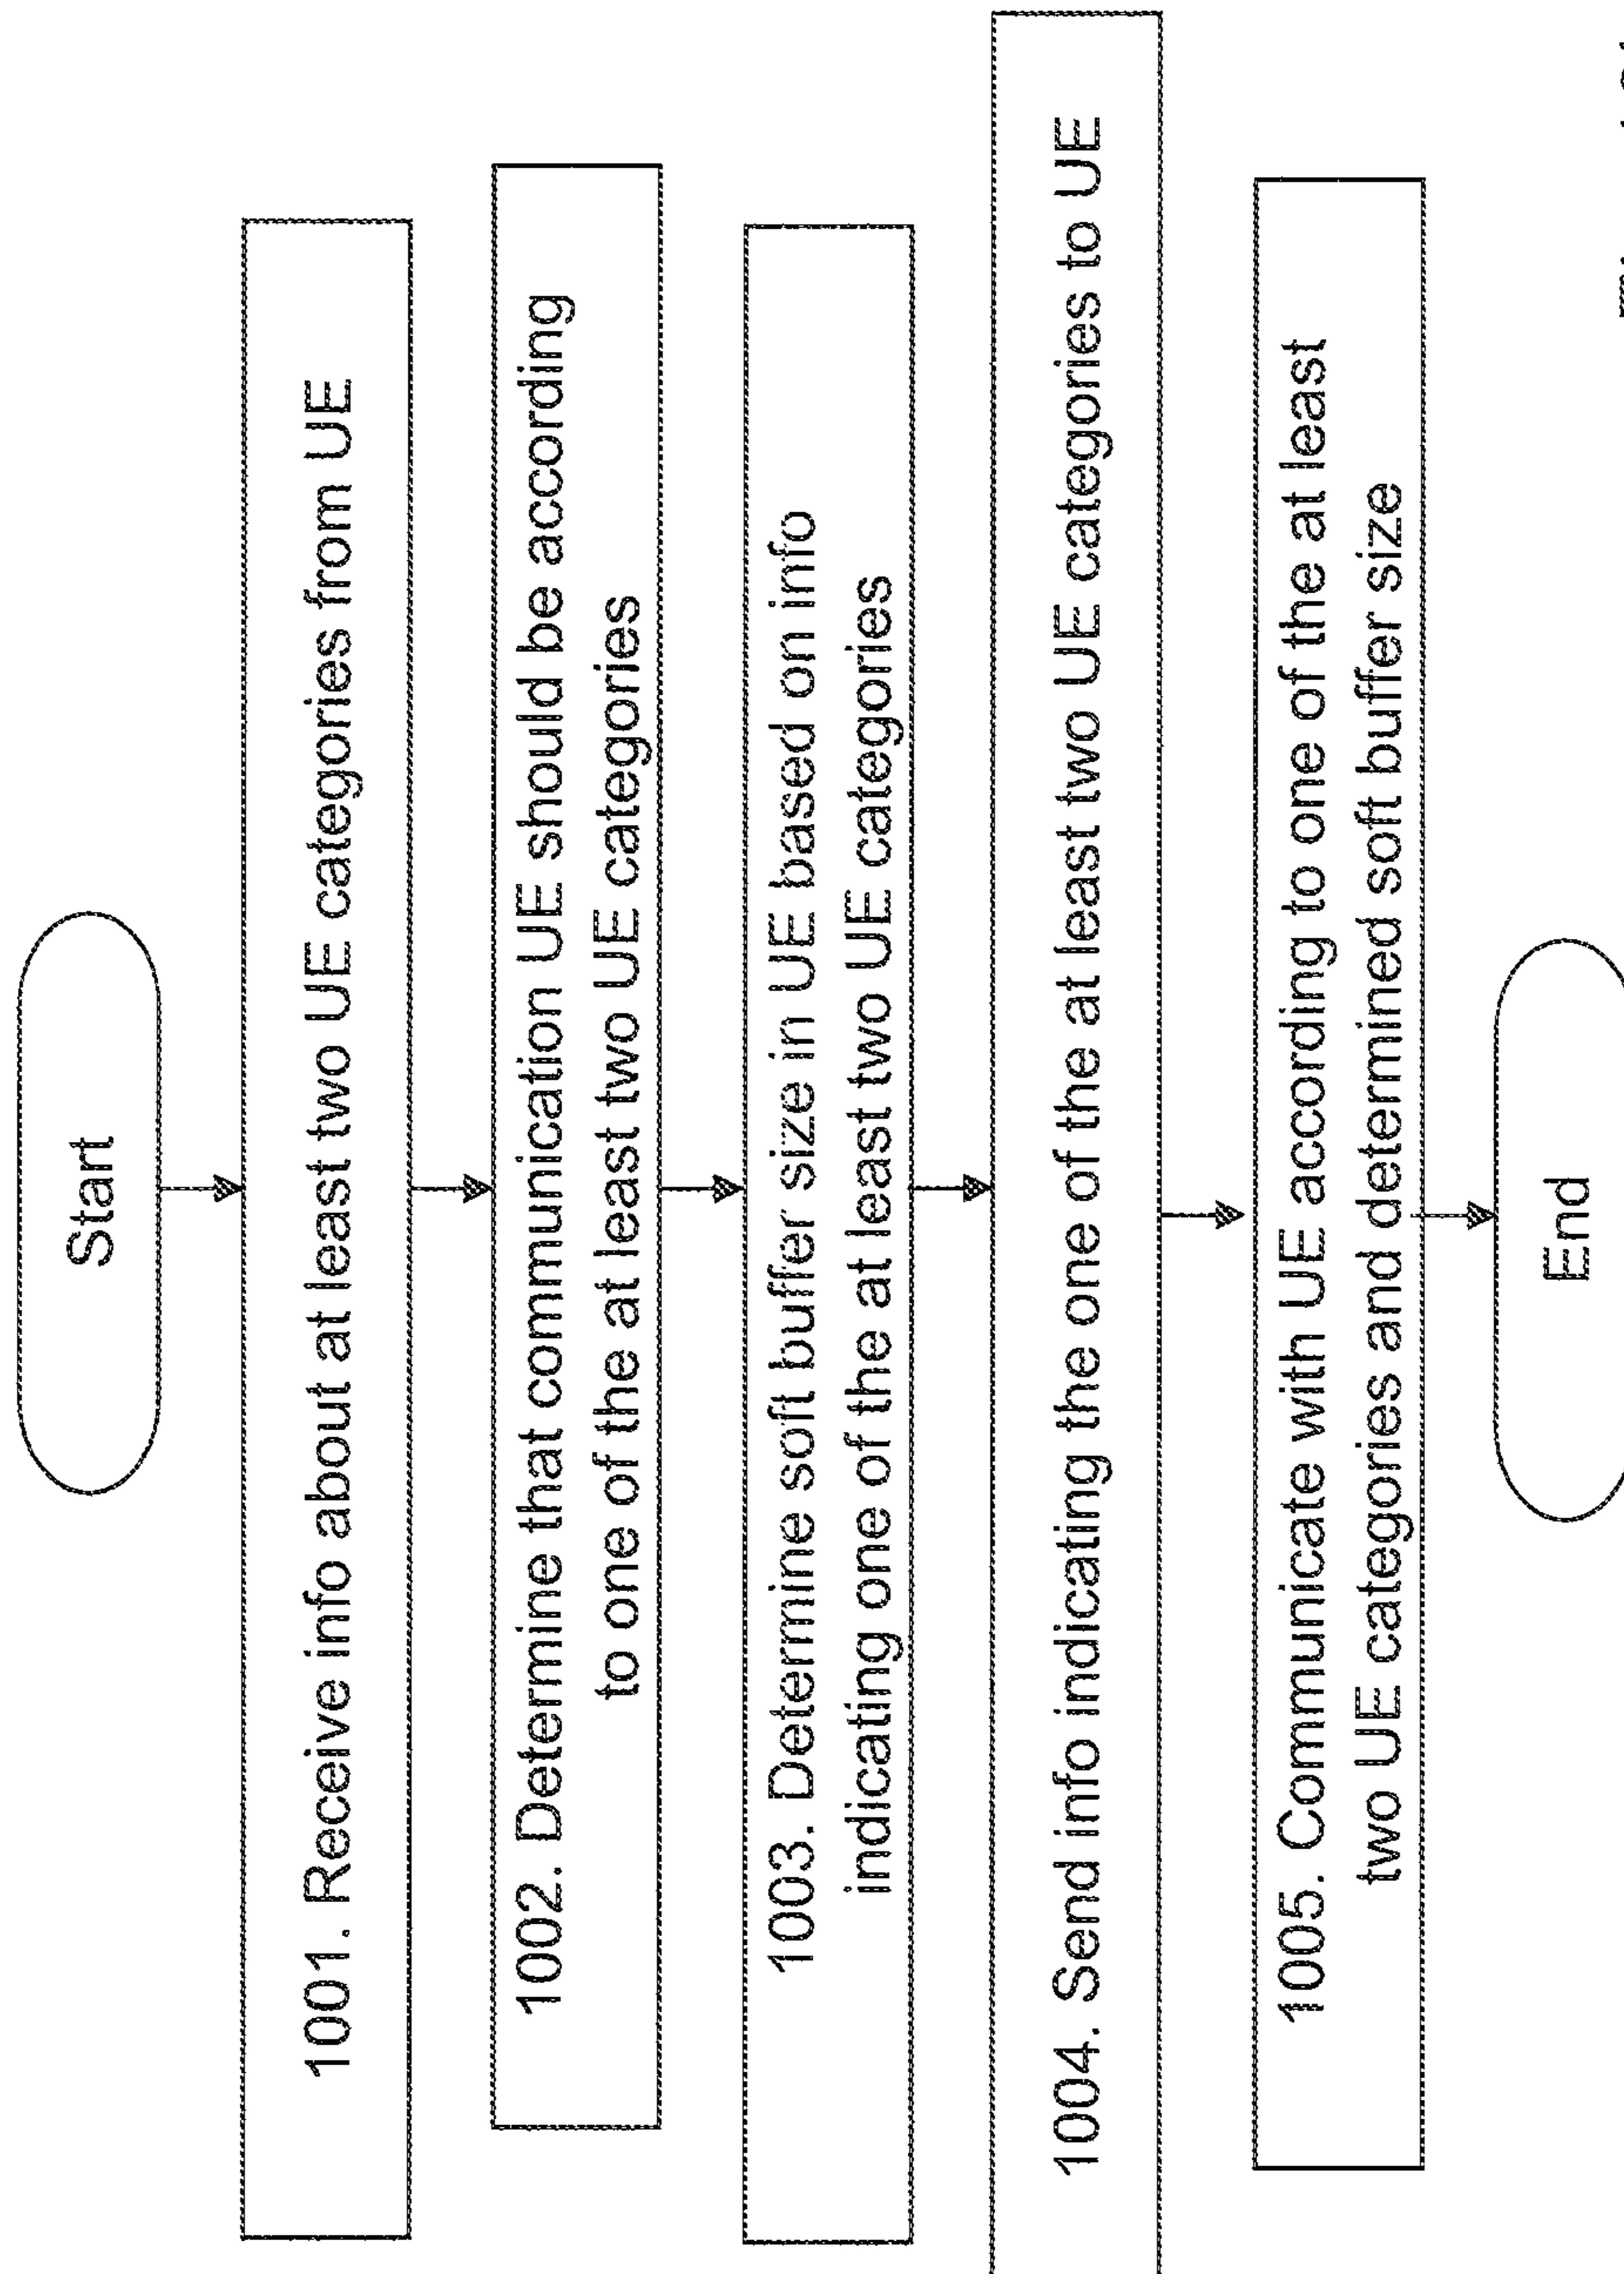 Start
1001. Receive info about at least two UE categories from UE
1002. Determine that communication UE should be according
to one of the at least two UE categories
1003. Determine soft buffer size in UE based on info
indicating one of the at least two UE categories
1004. Send info indicating the one of the at least two UE categories to UE
1005. Communicate with UE according to one of the at least
two UE categories and determined soft buffer size
End